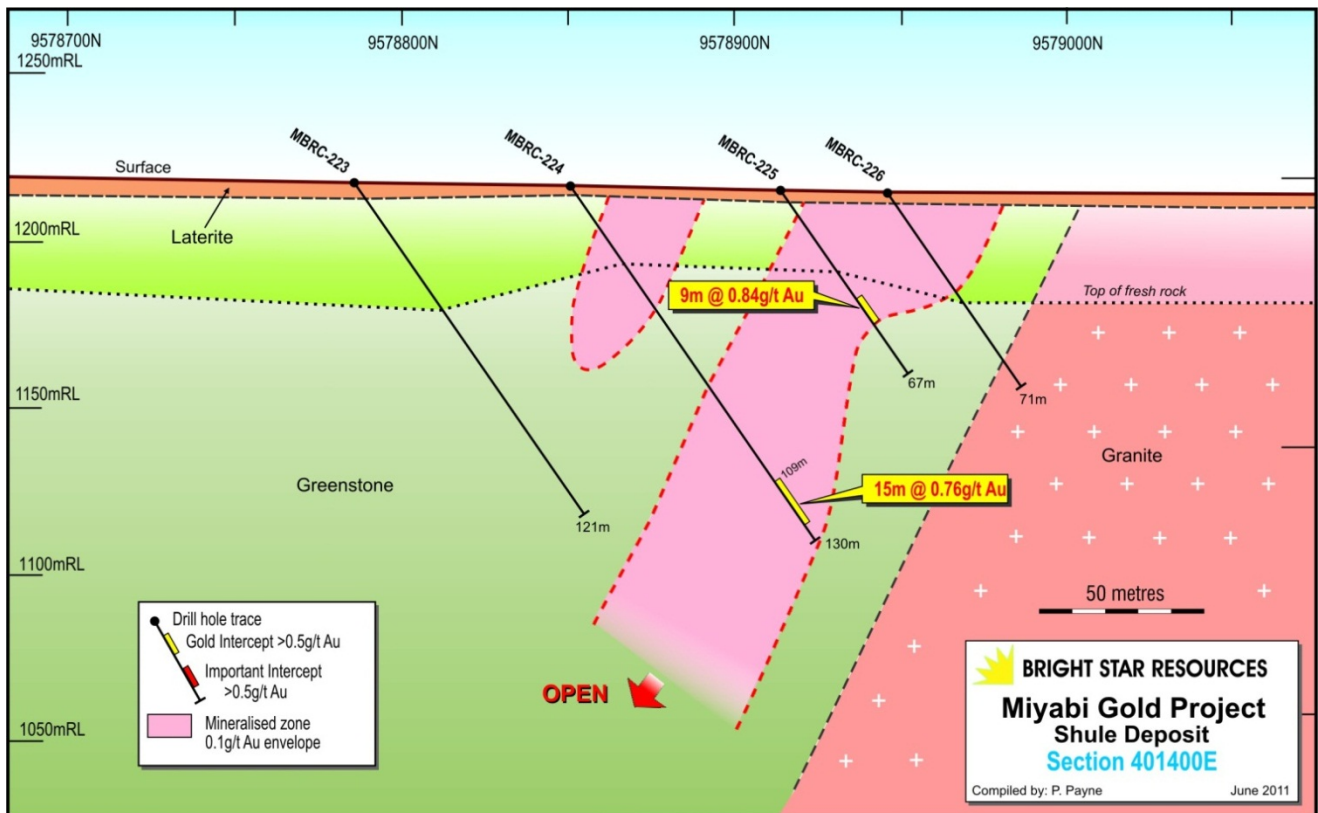 9578700N
9578800N
9578900N
9579000N
1250mRL
MBRC-223
MBRC-224
MBRC-225
MBRC-226
Surface
Laterite
1200mRL
9m @ 0.84g/t Au
Top of fresh rock
67m
71m
1150mRL
Greenstone
Granite
109m
15m @ 0.76g/t Au
121m
130m
1100mRL
50 metres
Drill hole trace
Gold Intercept >0.5g/t Au
Important Intercept
>0.5g/t Au
Mineralised zone
0.1g/t Au envelope
OPEN
1050mRL
BRIGHT STAR RESOURCES
Miyabi Gold Project
Shule Deposit
Section 401400E
Compiled by: P. Payne
June 2011